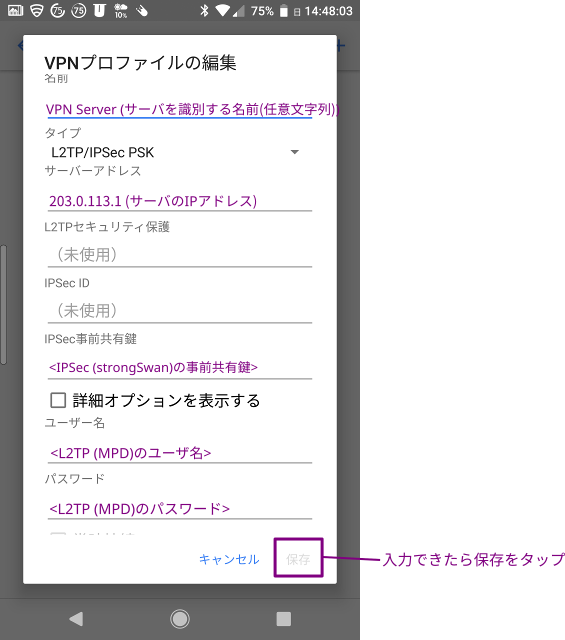 75 75 10% 75% 14:48:03
VPNプロファイルの編集
名前
VPN Server (サーバを識別する名前(任意文字列))
タイプ
L2TP/IPSec PSK
サーバーアドレス
203.0.113.1 (サーバのIPアドレス)
L2TPセキュリティ保護
（未使用）
IPSec ID
（未使用）
IPSec事前共有鍵
<IPSec (strongSwan)の事前共有鍵>
詳細オプションを表示する
ユーザー名
<L2TP (MPD)のユーザ名>
パスワード
<L2TP (MPD)のパスワード>
キャンセル 保存 入力できたら保存をタップ